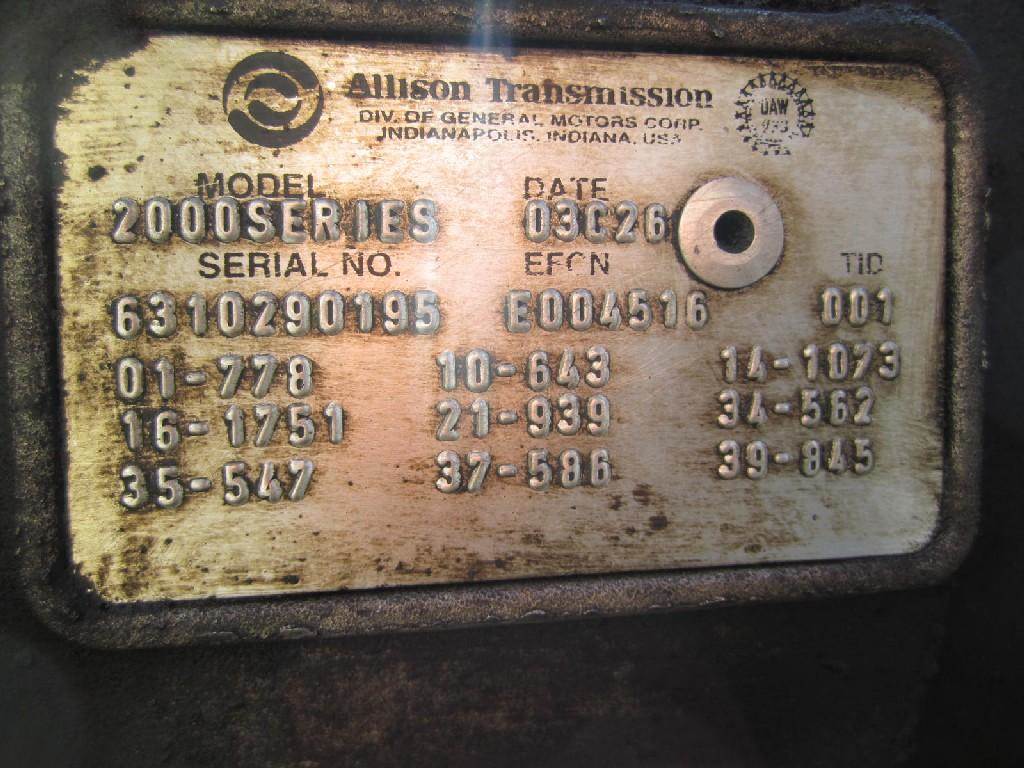 Allison Transmission
DIV. OF GENERAL MOTORS CORP.
INDIANAPOLIS, INDIANA, USA
UAW
933
MODEL DATE
2000SERIES 03C26
SERIAL NO. EFCN TID
6310290195 E004516 001
01-778 10-643 14-1073
16-1751 21-939 34-562
35-547 37-586 39-845